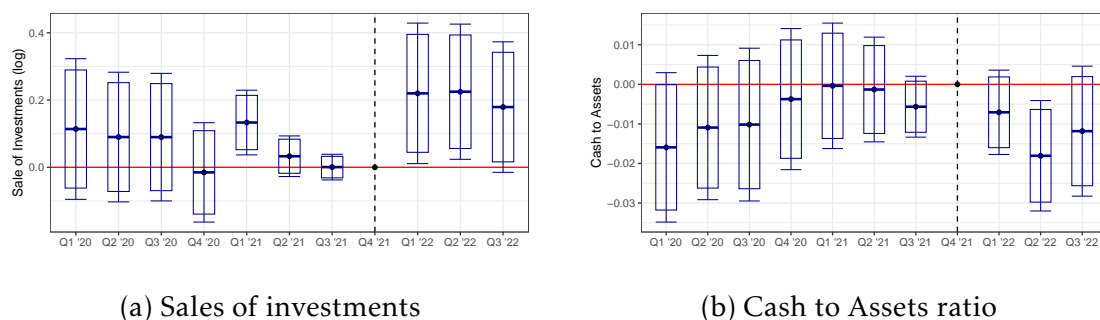 Sale of Investments (log)
0.4
0.2
0.0
Q1 '20 Q2 '20 Q3 '20 Q4 '20 Q1 '21 Q2 '21 Q3 '21 Q4 '21 Q1 '22 Q2 '22 Q3 '22
(a) Sales of investments
Cash to Assets
0.01
0.00
−0.01
−0.02
−0.03
Q1 '20 Q2 '20 Q3 '20 Q4 '20 Q1 '21 Q2 '21 Q3 '21 Q4 '21 Q1 '22 Q2 '22 Q3 '22
(b) Cash to Assets ratio